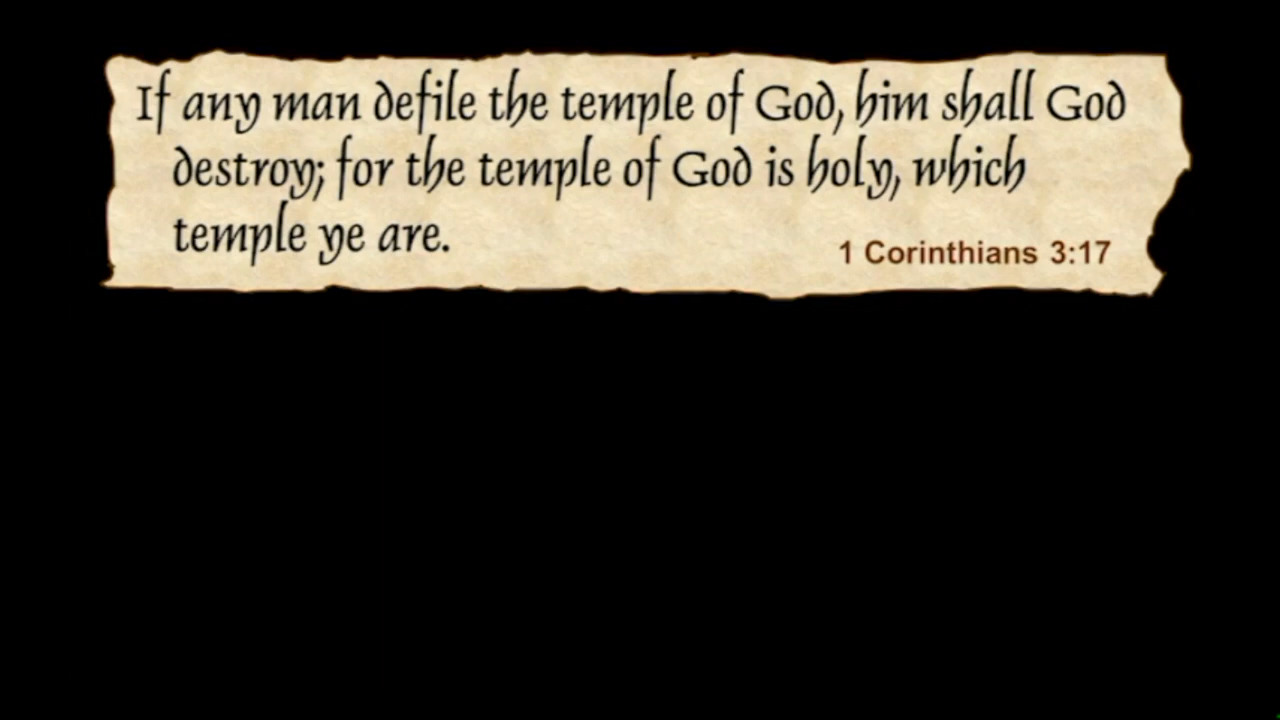 If any man defile the temple of God, him shall God
destroy; for the temple of God is holy, which
temple ye are.
1 Corinthians 3:17